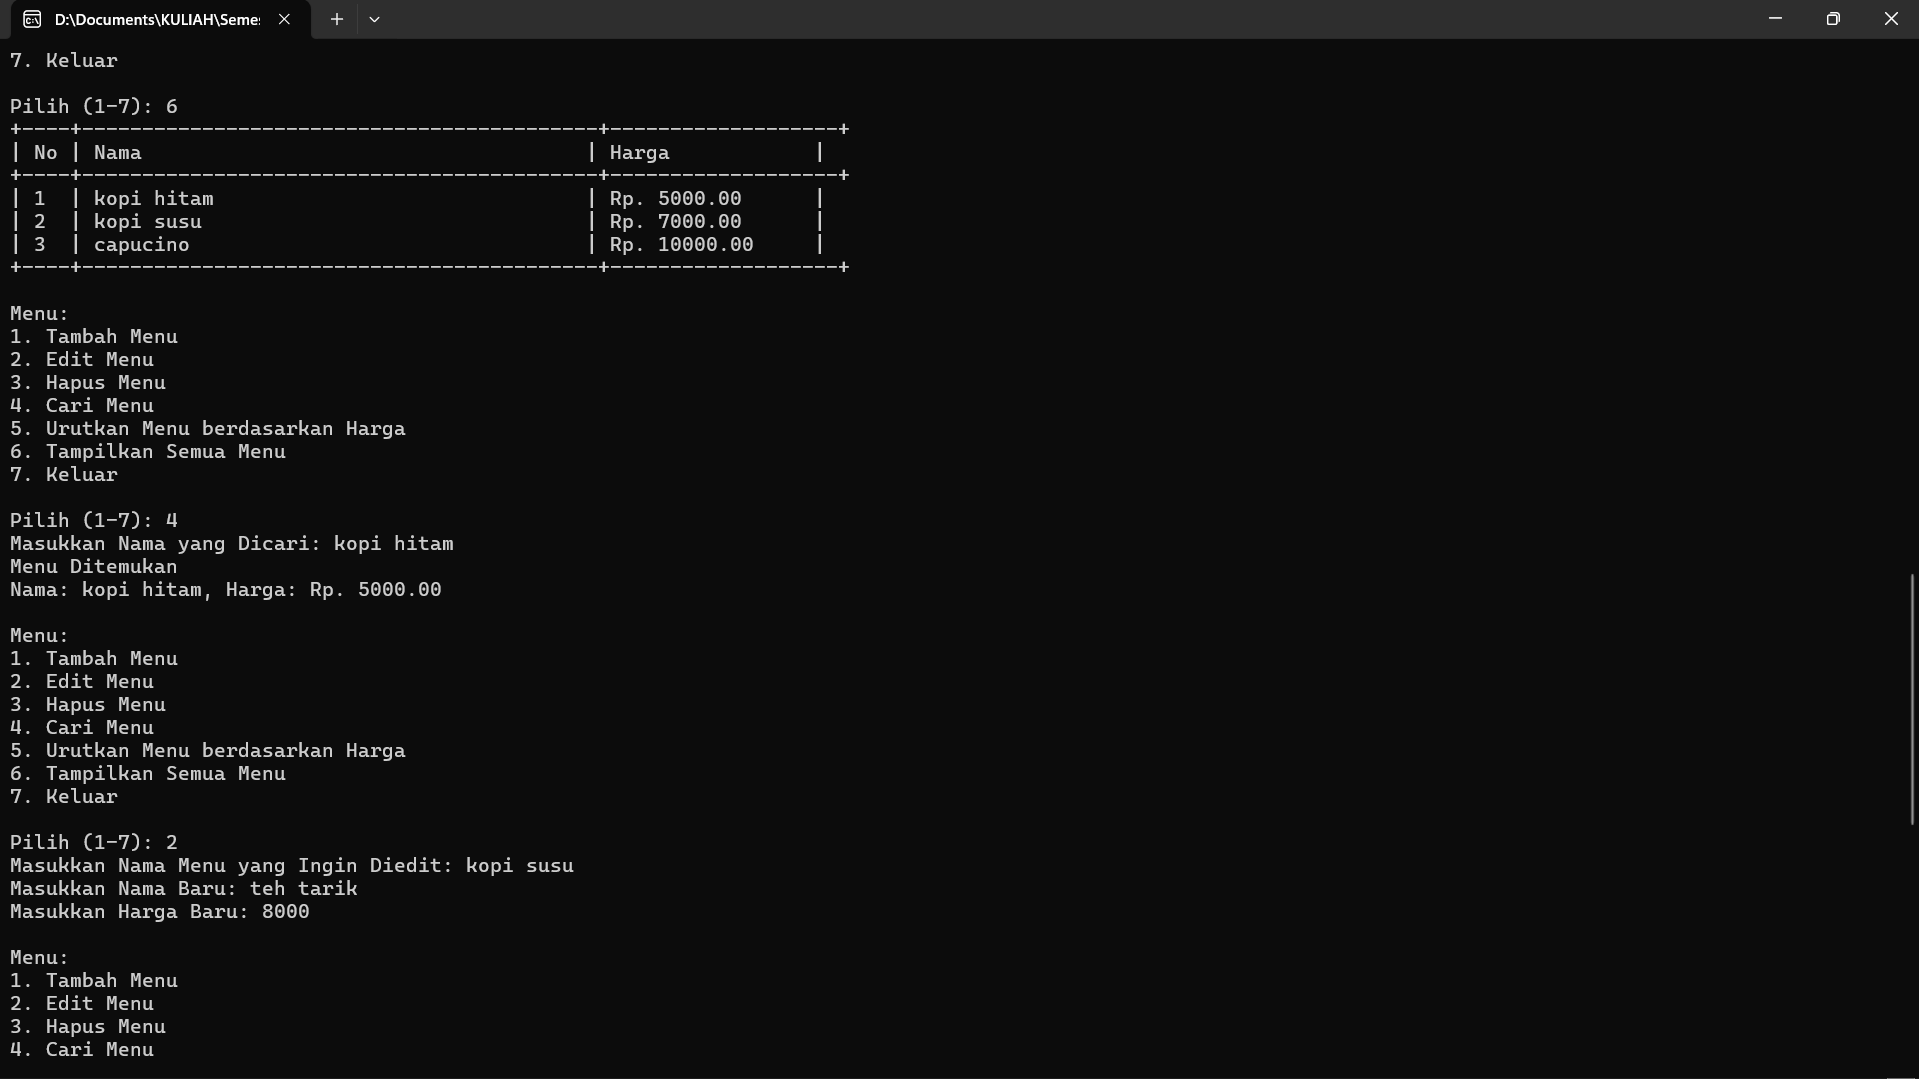 D:\Documents\KULIAH\Seme
7. Keluar
Pilih (1-7): 6
+----+-------------------------------------------+-------------------+
| No | Nama                                     | Harga            |
+----+-------------------------------------------+-------------------+
| 1  | kopi hitam                               | Rp. 5000.00      |
| 2  | kopi susu                                | Rp. 7000.00      |
| 3  | capucino                                 | Rp. 10000.00     |
+----+-------------------------------------------+-------------------+
Menu:
1. Tambah Menu
2. Edit Menu
3. Hapus Menu
4. Cari Menu
5. Urutkan Menu berdasarkan Harga
6. Tampilkan Semua Menu
7. Keluar
Pilih (1-7): 4
Masukkan Nama yang Dicari: kopi hitam
Menu Ditemukan
Nama: kopi hitam, Harga: Rp. 5000.00
Menu:
1. Tambah Menu
2. Edit Menu
3. Hapus Menu
4. Cari Menu
5. Urutkan Menu berdasarkan Harga
6. Tampilkan Semua Menu
7. Keluar
Pilih (1-7): 2
Masukkan Nama Menu yang Ingin Diedit: kopi susu
Masukkan Nama Baru: teh tarik
Masukkan Harga Baru: 8000
Menu:
1. Tambah Menu
2. Edit Menu
3. Hapus Menu
4. Cari Menu